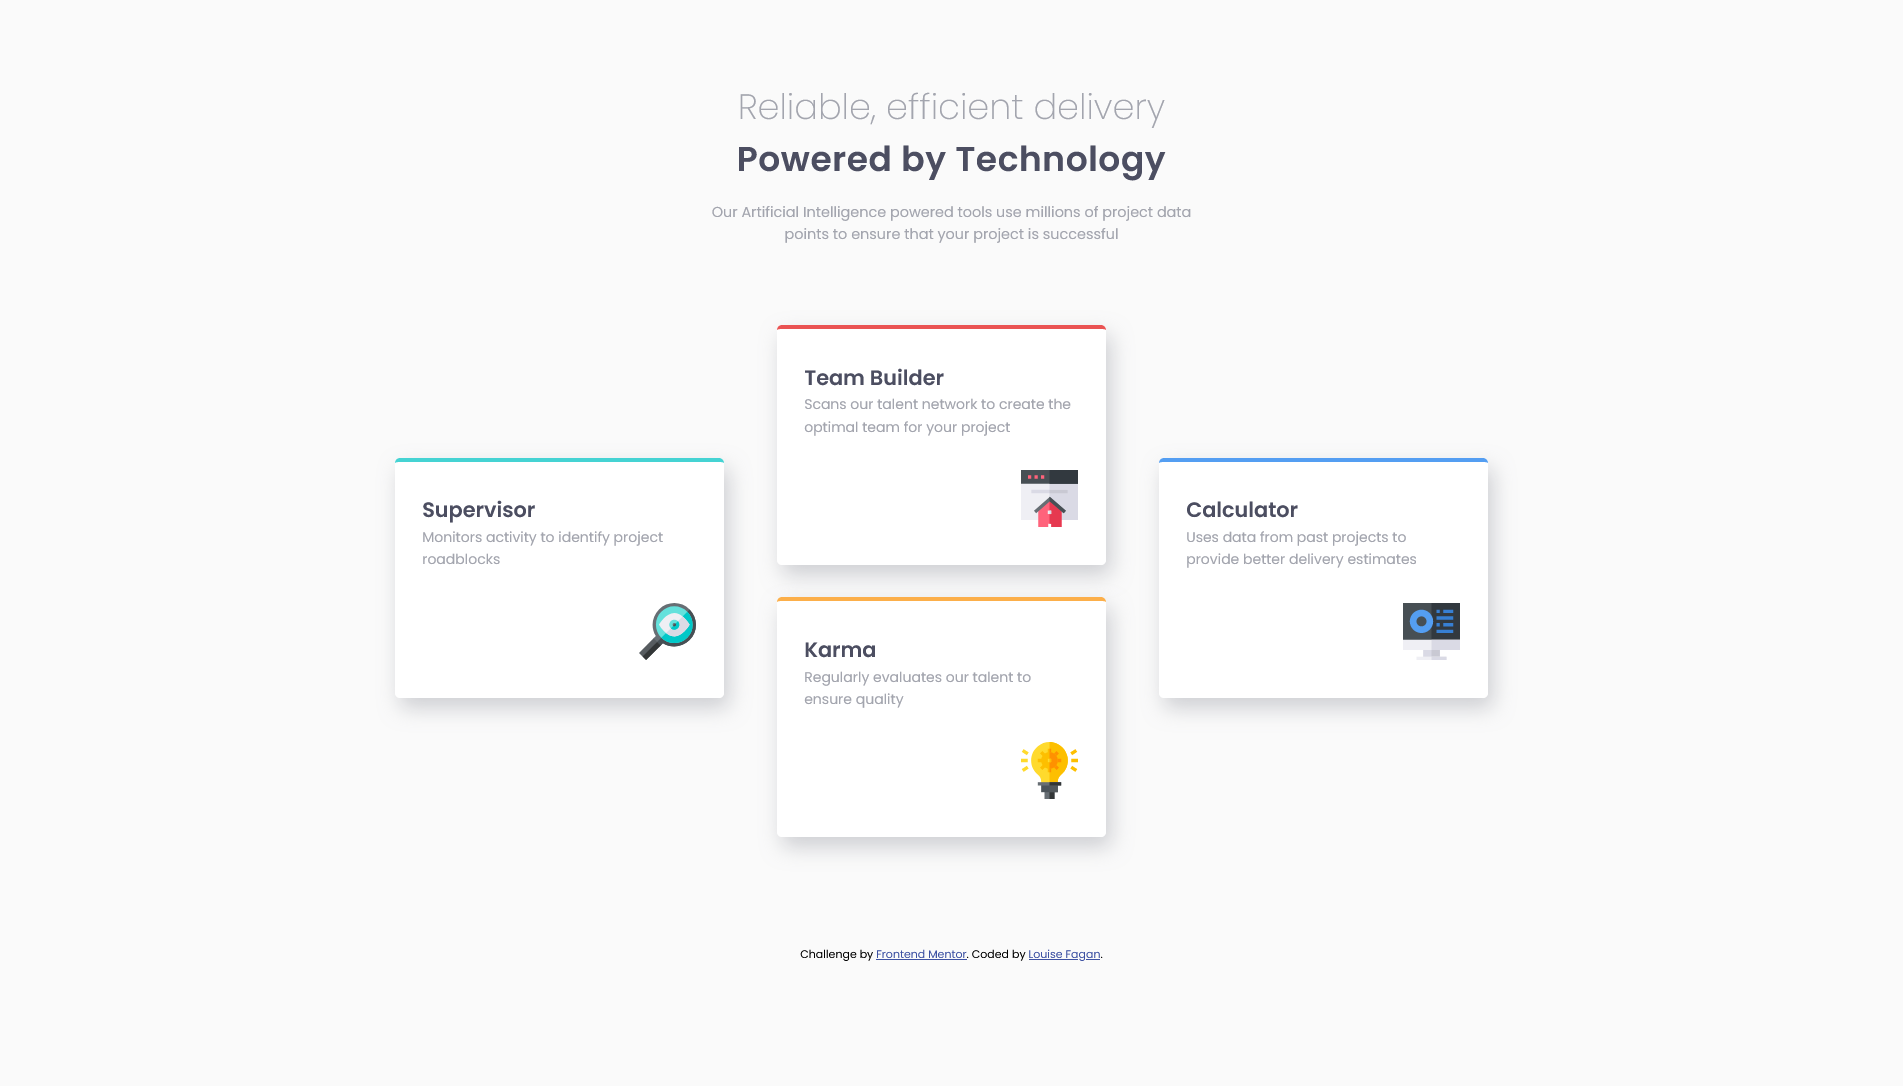 Reliable, efficient delivery
Powered by Technology
Our Artificial Intelligence powered tools use millions of project data
points to ensure that your project is successful
Supervisor
Monitors activity to identify project
roadblocks
Team Builder
Scans our talent network to create the
optimal team for your project
Karma
Regularly evaluates our talent to
ensure quality
Calculator
Uses data from past projects to
provide better delivery estimates
Challenge by Frontend Mentor. Coded by Louise Fagan.